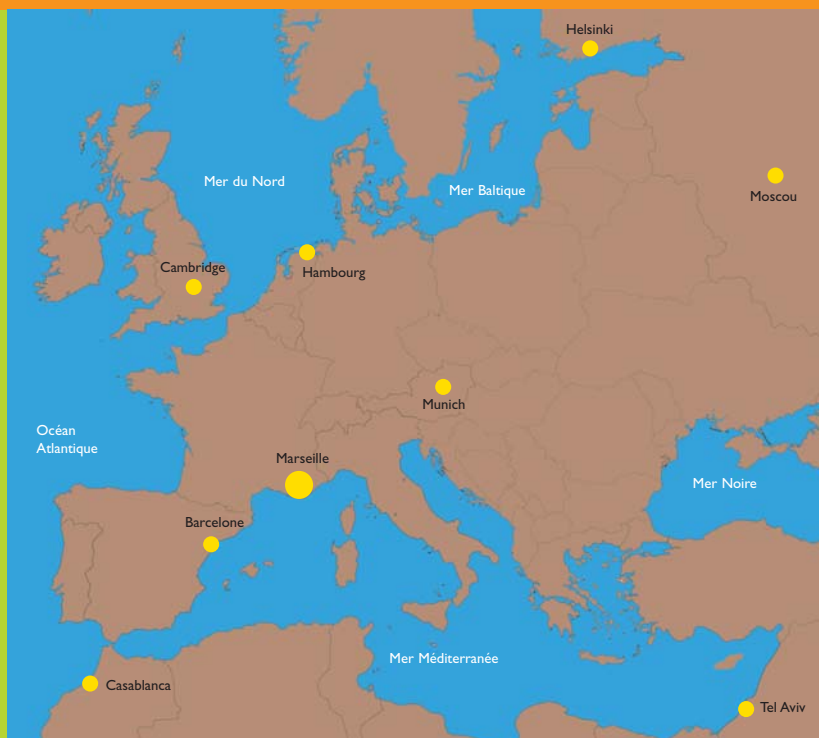 Helsinki
Mer du Nord
Mer Baltique
Moscou
Cambridge
Hambourg
Munich
Océan
Atlantique
Marseille
Mer Noire
Barcelone
Mer Méditerranée
Casablanca
Tel Aviv